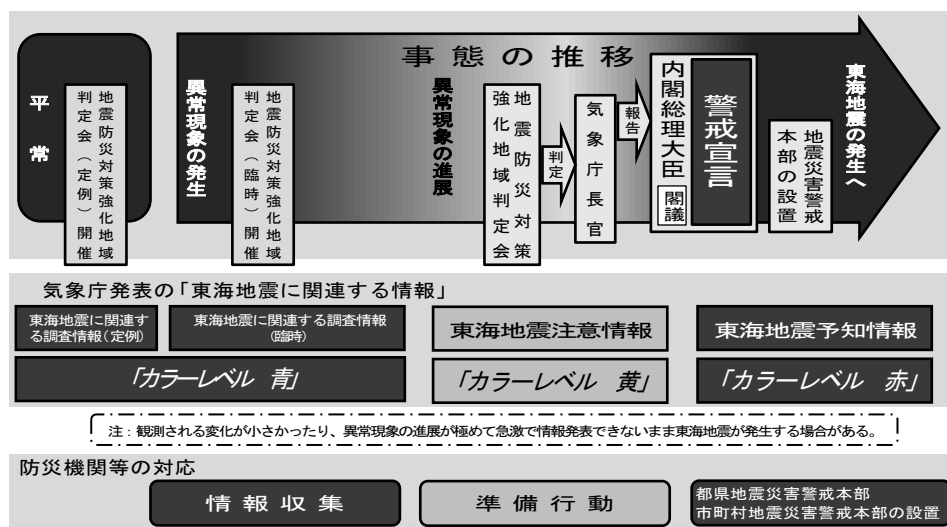 事態の推移
平常
地震防災対策強化地域
判定会（定例）開催
異常現象の発生
地震防災対策強化地域
判定会（臨時）開催
異常現象の進展
地震防災対策
強化地域判定会
判定
気象庁長官
報告
内閣総理大臣
閣議
警戒宣言
地震災害警戒
本部の設置
東海地震の発生へ
気象庁発表の「東海地震に関連する情報」
東海地震に関連す
る調査情報（定例）
東海地震に関連する調査情報
（臨時）
東海地震注意情報
東海地震予知情報
「カラーレベル　青」
「カラーレベル　黄」
「カラーレベル　赤」
注：観測される変化が小さかったり、異常現象の進展が極めて急激で情報発表できないまま東海地震が発生する場合がある。
防災機関等の対応
情報収集
準備行動
都県地震災害警戒本部
市町村地震災害警戒本部の設置